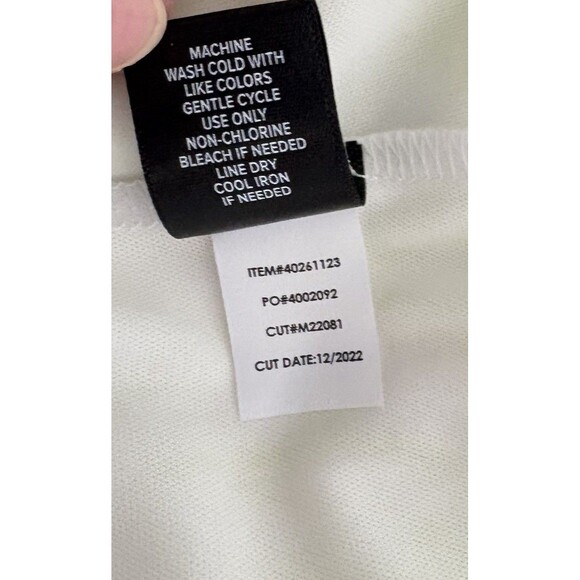 MACHINE
WASH COLD WITH
LIKE COLORS
GENTLE CYCLE
USE ONLY
NON-CHLORINE
BLEACH IF NEEDED
LINE DRY
COOL IRON
IF NEEDED
ITEM#40261123
PO#4002092
CUT#M22081
CUT DATE:12/2022